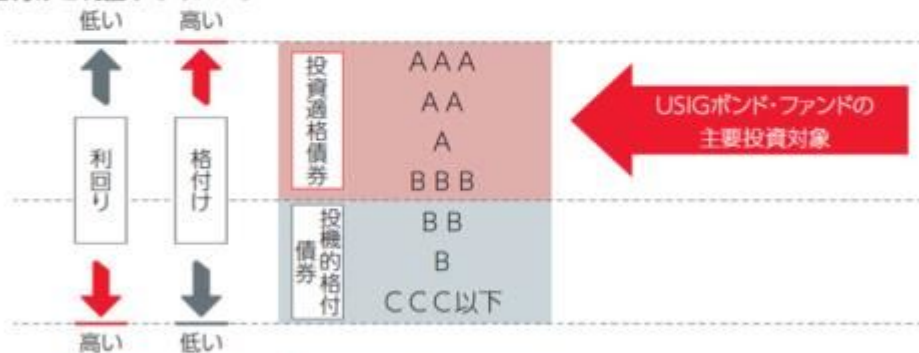 低い
高い
利回り
格付け
高い
低い
投資適格債券
AAA
AA
A
BBB
投機的格付
債券
BB
B
CCC以下
USIGボンド・ファンドの
主要投資対象